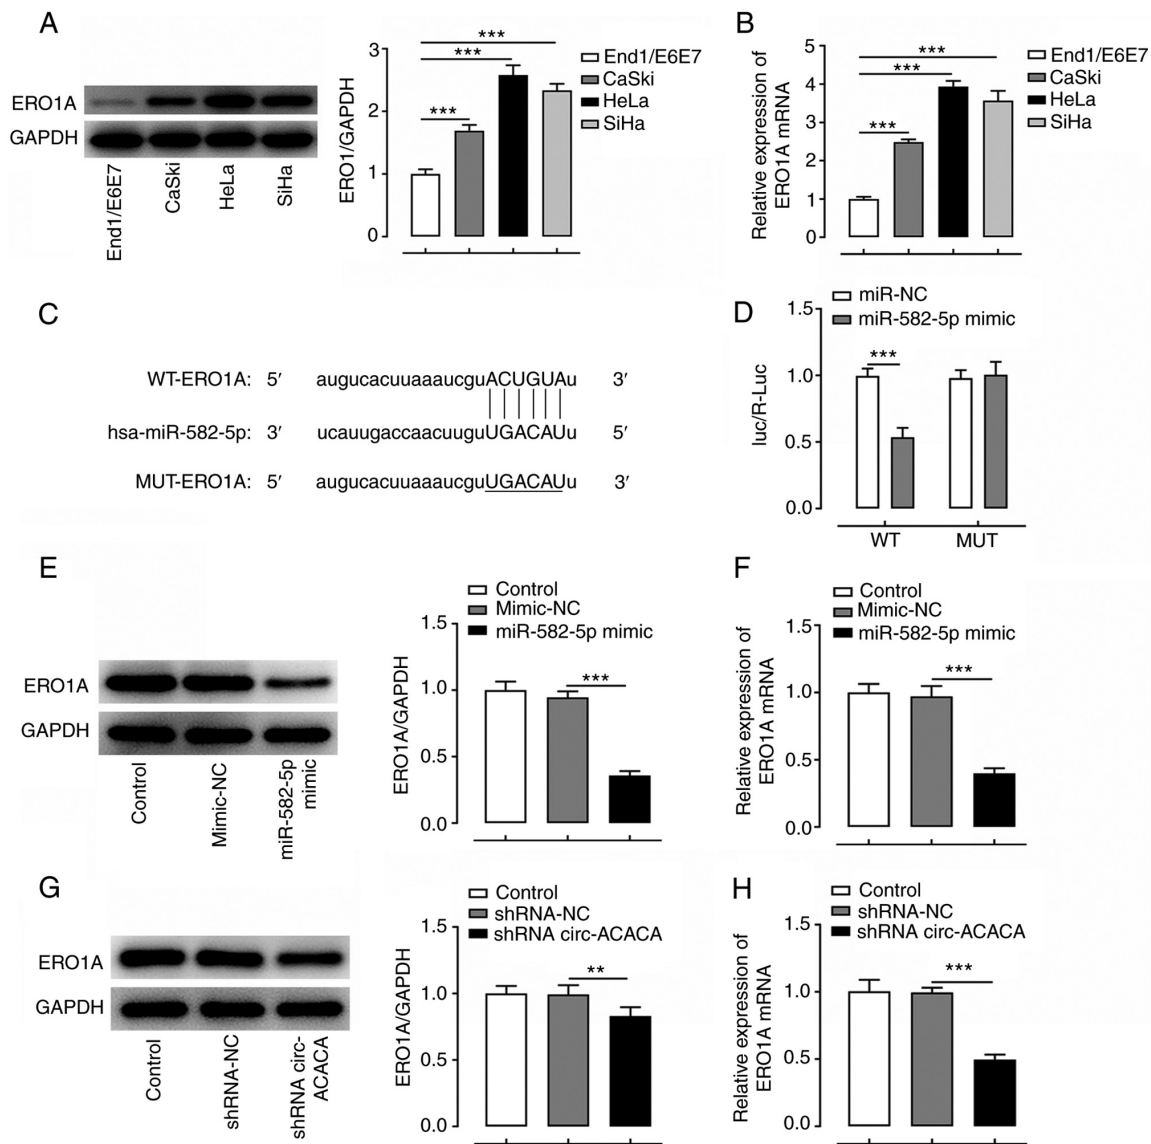 A
ERO1A
GAPDH
End1/E6E7
CaSki
HeLa
SiHa
ERO1/GAPDH
3
2
1
0
***
***
***
End1/E6E7
CaSki
HeLa
SiHa
B
Relative expression of
ERO1A mRNA
5
4
3
2
1
0
***
***
***
End1/E6E7
CaSki
HeLa
SiHa
C
WT-ERO1A: 5′ augucacuuaaaucguACUGUAu 3′
hsa-miR-582-5p: 3′ ucauugaccaacuuguUGACAUu 5′
MUT-ERO1A: 5′ augucacuuaaaucguUGACAUu 3′
D
miR-NC
miR-582-5p mimic
luc/R-Luc
1.5
1.0
0.5
0.0
***
WT
MUT
E
ERO1A
GAPDH
Control
Mimic-NC
miR-582-5p
mimic
Control
Mimic-NC
miR-582-5p mimic
ERO1A/GAPDH
1.5
1.0
0.5
0.0
***
F
Control
Mimic-NC
miR-582-5p mimic
Relative expression of
ERO1A mRNA
1.5
1.0
0.5
0.0
***
G
ERO1A
GAPDH
Control
shRNA-NC
shRNA circ-
ACACA
Control
shRNA-NC
shRNA circ-ACACA
ERO1A/GAPDH
1.5
1.0
0.5
0.0
**
H
Control
shRNA-NC
shRNA circ-ACACA
Relative expression of
ERO1A mRNA
1.5
1.0
0.5
0.0
***